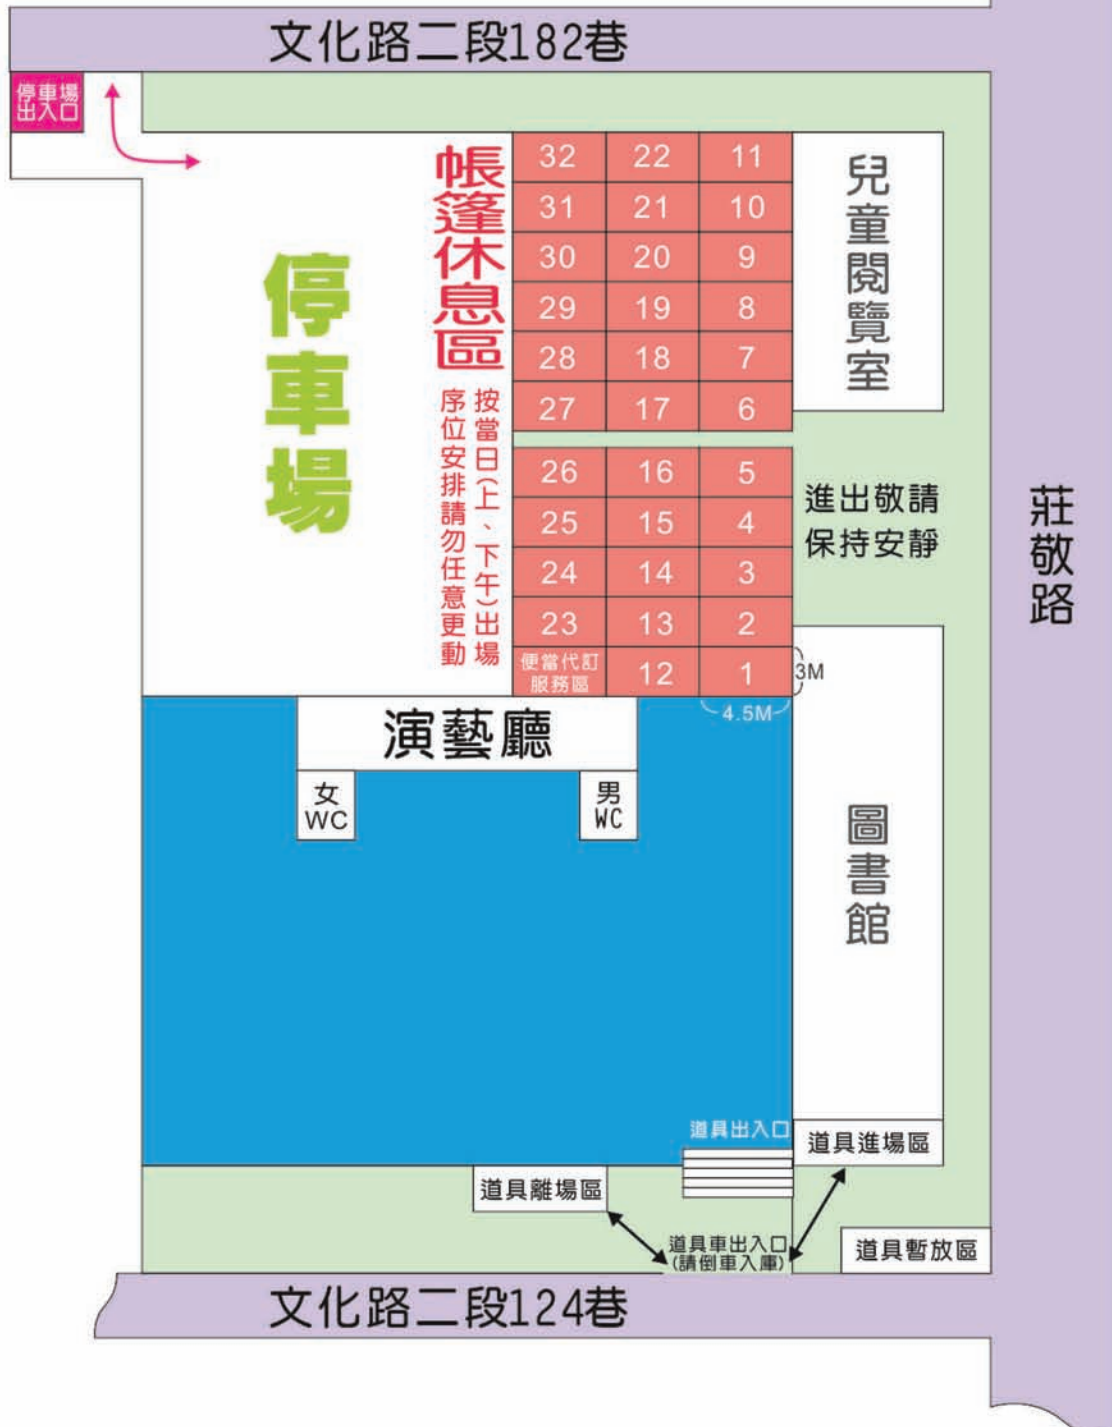 文化路二段182巷
停車場
出入口
停車場
帳篷休息區
按當日(上、下午)出場
序位安排請勿任意更動
32 22 11
31 21 10
30 20 9
29 19 8
28 18 7
27 17 6
26 16 5
25 15 4
24 14 3
23 13 2
便當代訂
服務區
12 1
3M
4.5M
兒童閱覽室
進出敬請
保持安靜
莊敬路
演藝廳
女
WC
男
WC
圖書館
道具出入口
道具進場區
道具離場區
道具車出入口
(請倒車入庫)
道具暫放區
文化路二段124巷